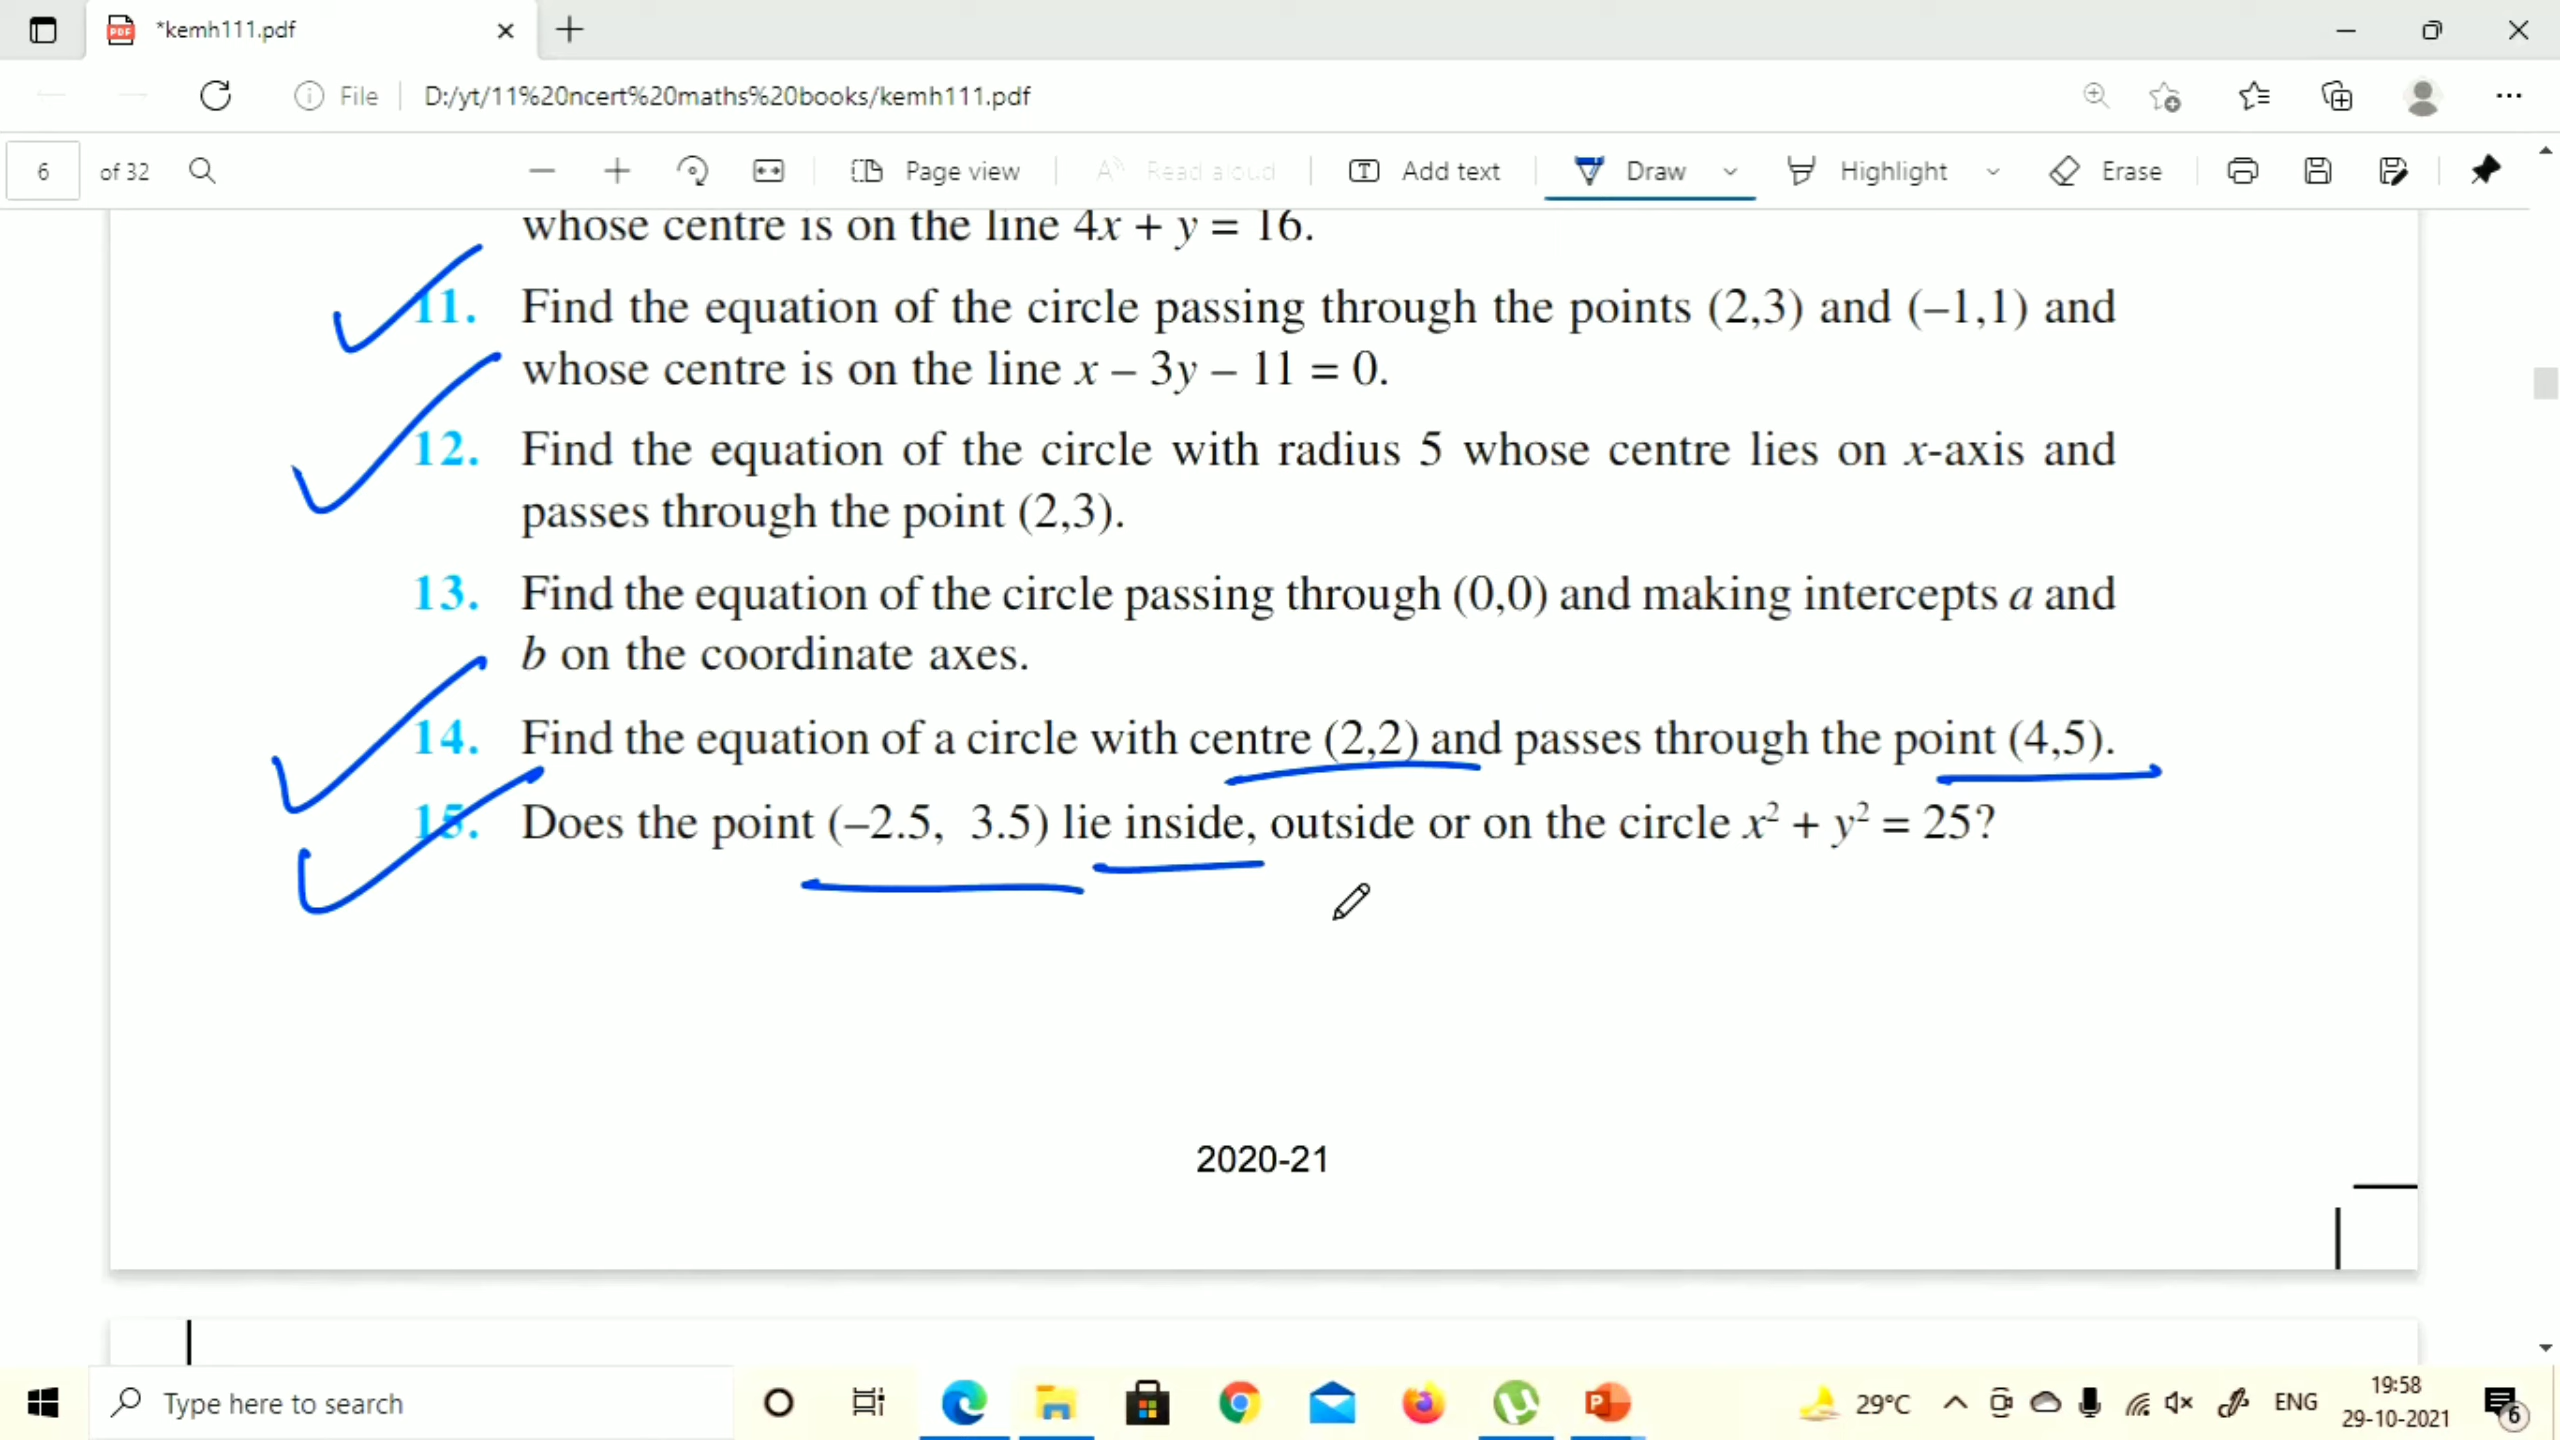 *kemh111.pdf
File D:/yt/11%20ncert%20maths%20books/kemh111.pdf
6 of 32 Page view Read aloud Add text Draw Highlight Erase
whose centre is on the line 4x + y = 16.
11. Find the equation of the circle passing through the points (2,3) and (–1,1) and
whose centre is on the line x – 3y – 11 = 0.
12. Find the equation of the circle with radius 5 whose centre lies on x-axis and
passes through the point (2,3).
13. Find the equation of the circle passing through (0,0) and making intercepts a and
b on the coordinate axes.
14. Find the equation of a circle with centre (2,2) and passes through the point (4,5).
15. Does the point (–2.5, 3.5) lie inside, outside or on the circle x² + y² = 25?
2020-21
Type here to search 29°C ENG 19:58
29-10-2021 6